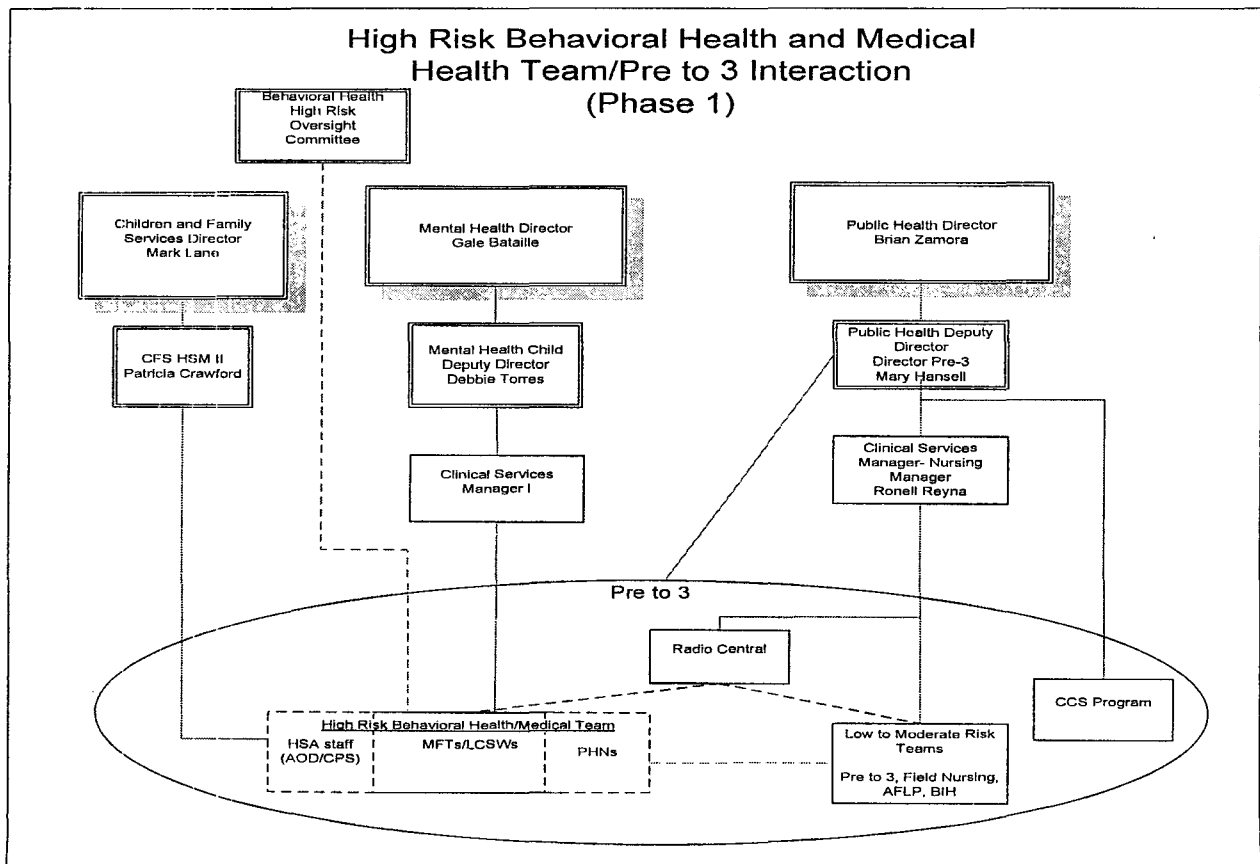 High Risk Behavioral Health and Medical
Health Team/Pre to 3 Interaction
(Phase 1)
Behavioral Health
High Risk
Oversight
Committee
Children and Family
Services Director
Mark Lane
Mental Health Director
Gale Bataille
Public Health Director
Brian Zamora
CFS HSM II
Patricia Crawford
Mental Health Child
Deputy Director
Debbie Torres
Public Health Deputy
Director
Director Pre-3
Mary Hansell
Clinical Services
Manager I
Clinical Services
Manager- Nursing
Manager
Ronell Reyna
Pre to 3
Radio Central
CCS Program
High Risk Behavioral Health/Medical Team
HSA staff
(AOD/CPS)
MFTs/LCSWs
PHNs
Low to Moderate Risk
Teams
Pre to 3, Field Nursing,
AFLP, BIH